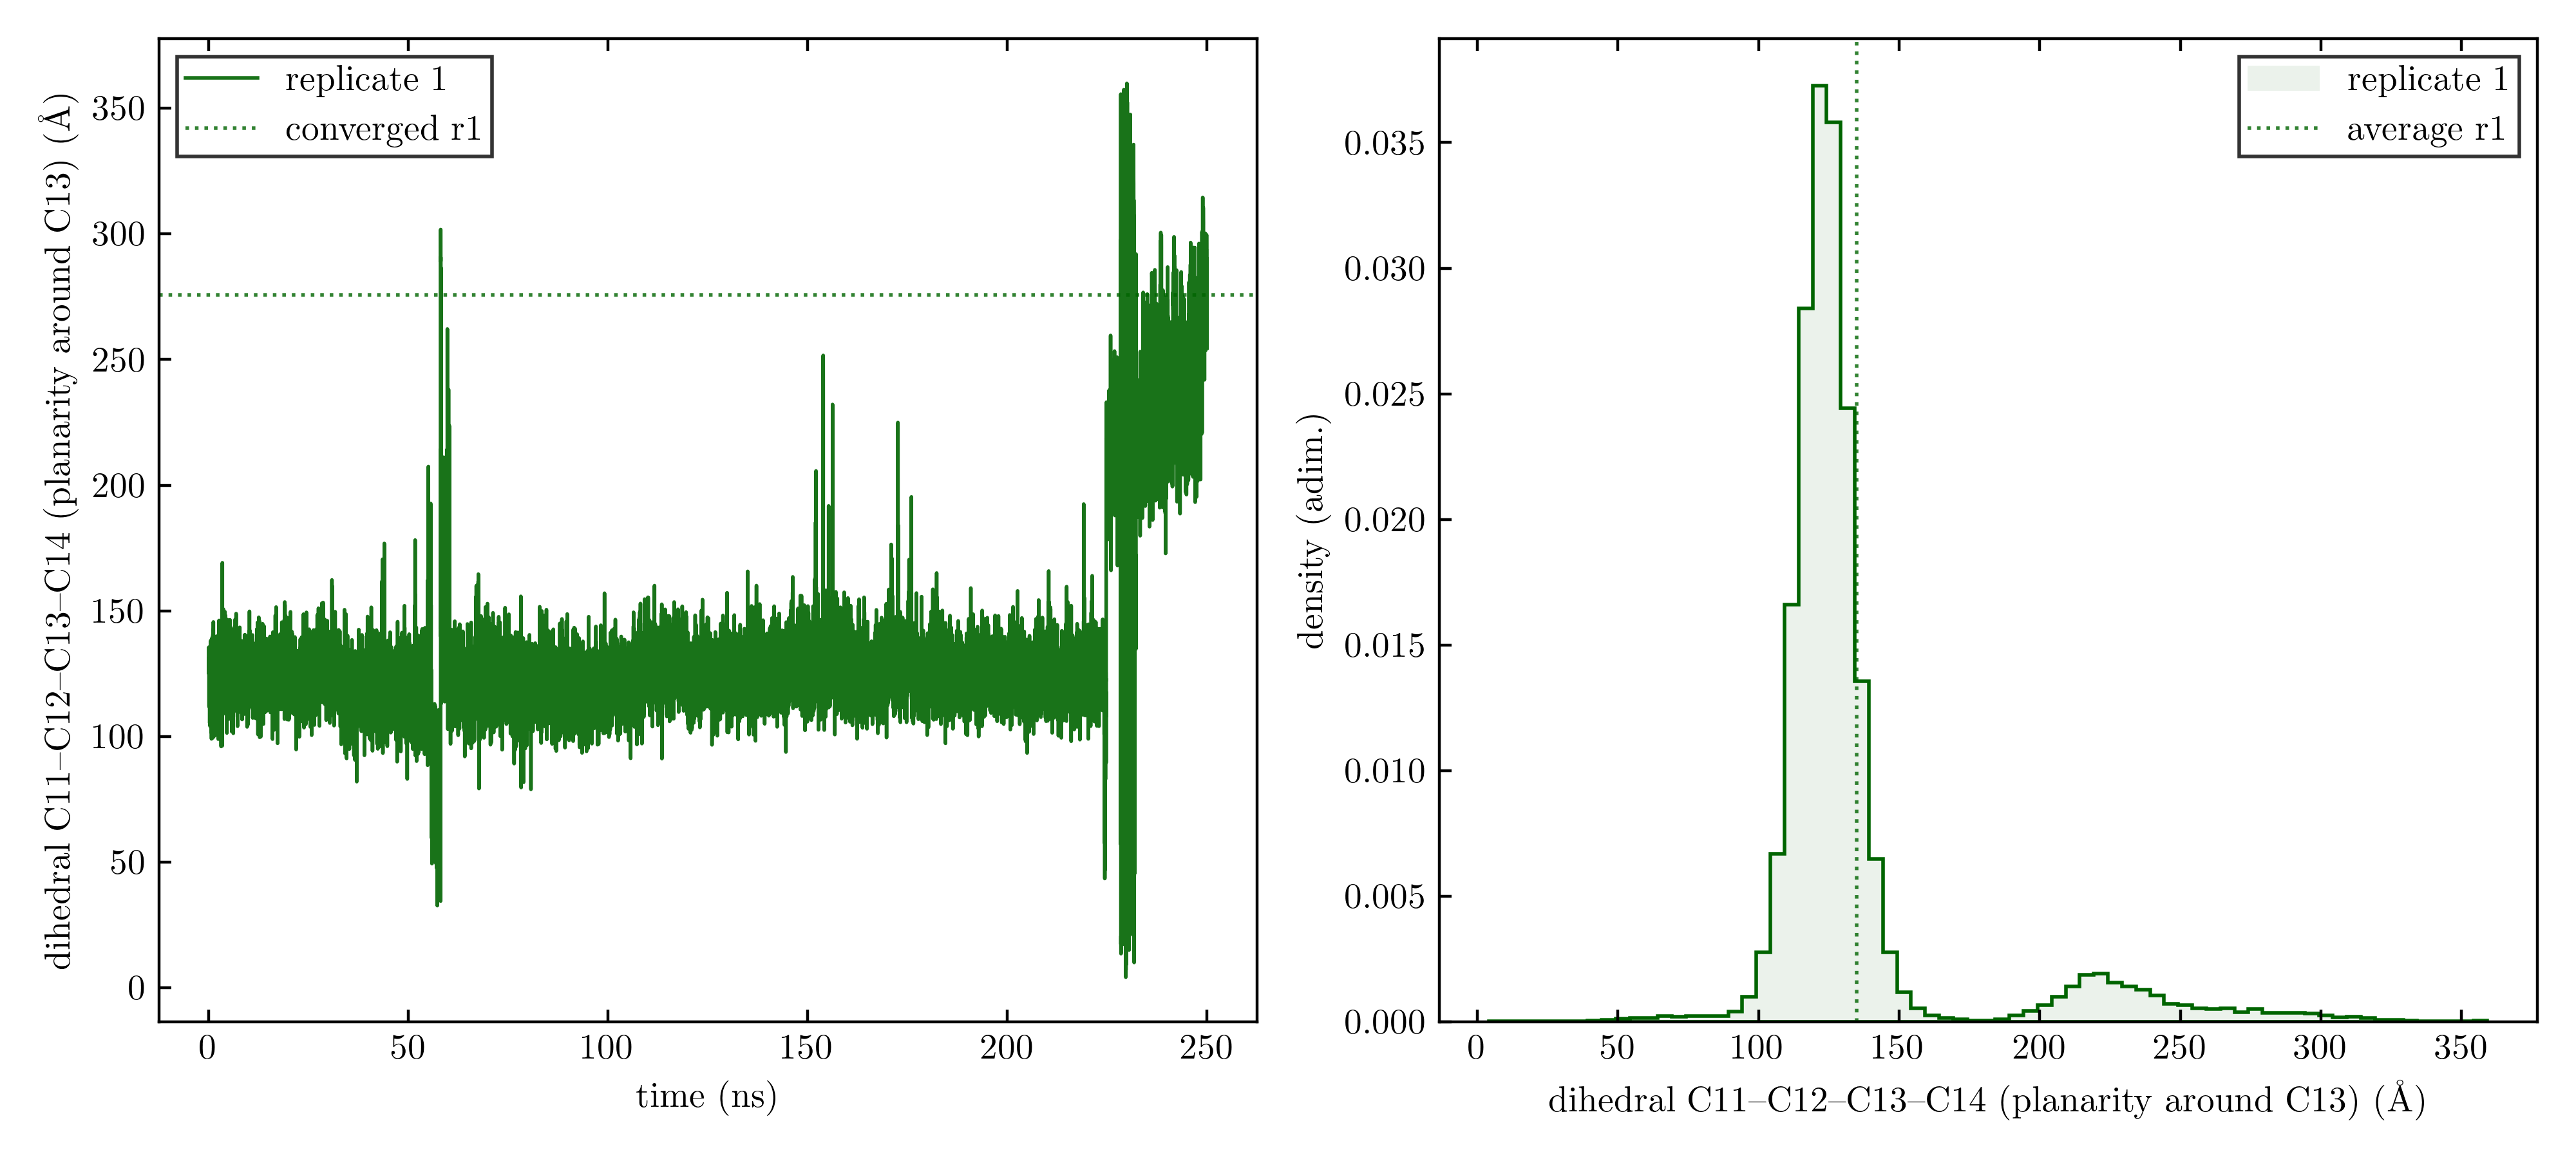 dihedral C11–C12–C13–C14 (planarity around C13) (Å)
350
300
250
200
150
100
50
0
replicate 1
converged r1
0 50 100 150 200 250
time (ns)
density (adim.)
0.035
0.030
0.025
0.020
0.015
0.010
0.005
0.000
replicate 1
average r1
0 50 100 150 200 250 300 350
dihedral C11–C12–C13–C14 (planarity around C13) (Å)